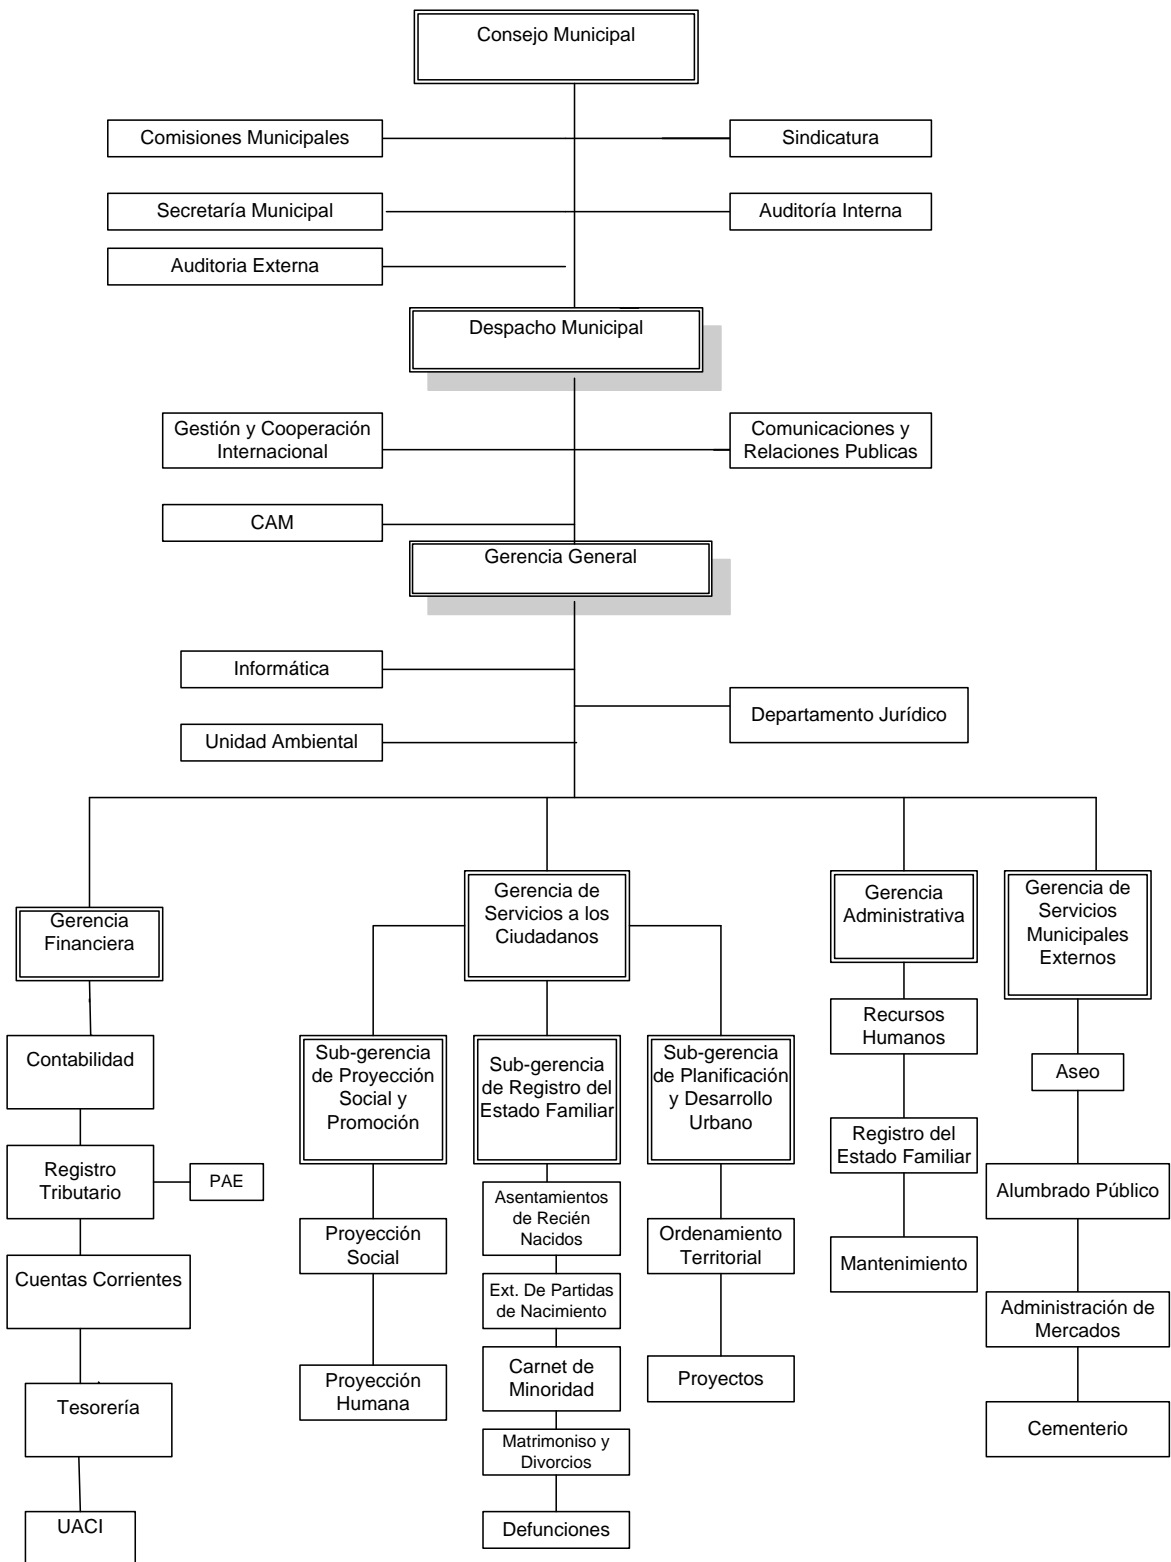 Consejo Municipal
Comisiones Municipales
Sindicatura
Secretaría Municipal
Auditoría Interna
Auditoria Externa
Despacho Municipal
Gestión y Cooperación
Internacional
Comunicaciones y
Relaciones Publicas
CAM
Gerencia General
Informática
Departamento Jurídico
Unidad Ambiental
Gerencia
Financiera
Gerencia de
Servicios a los
Ciudadanos
Gerencia
Administrativa
Gerencia de
Servicios
Municipales
Externos
Contabilidad
Registro
Tributario
PAE
Cuentas Corrientes
Tesorería
UACI
Sub-gerencia
de Proyección
Social y
Promoción
Proyección
Social
Proyección
Humana
Sub-gerencia
de Registro del
Estado Familiar
Asentamientos
de Recién
Nacidos
Ext. De Partidas
de Nacimiento
Carnet de
Minoridad
Matrimoniso y
Divorcios
Defunciones
Sub-gerencia
de Planificación
y Desarrollo
Urbano
Ordenamiento
Territorial
Proyectos
Recursos
Humanos
Registro del
Estado Familiar
Mantenimiento
Aseo
Alumbrado Público
Administración de
Mercados
Cementerio